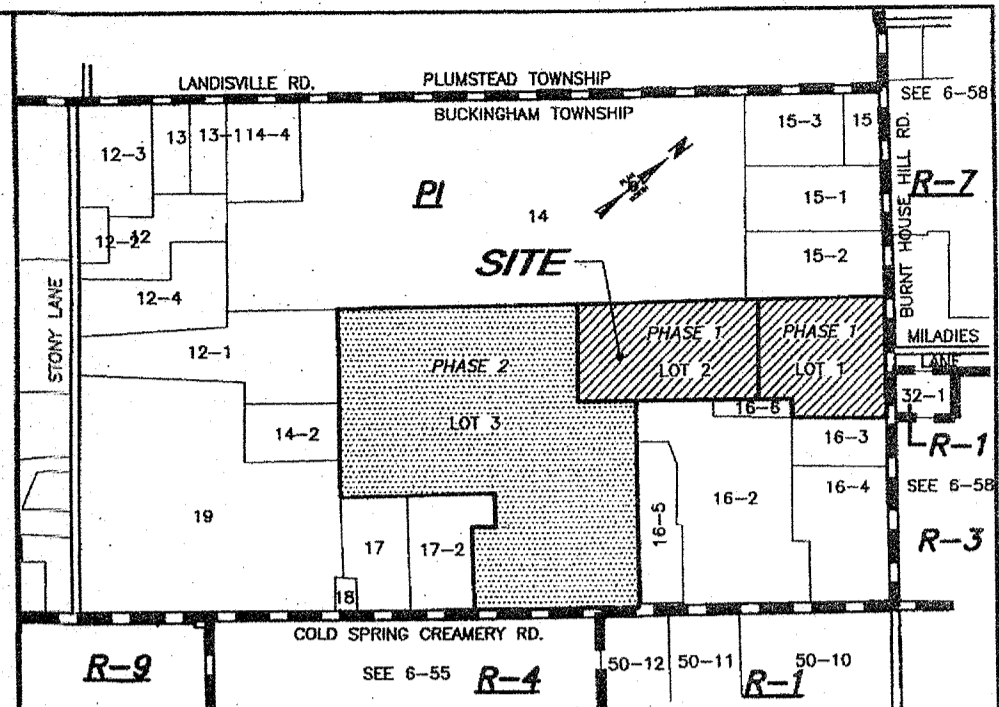 LANDISVILLE RD.
PLUMSTEAD TOWNSHIP
BUCKINGHAM TOWNSHIP
SEE 6-58
12-3
13
13-1
14-4
15-3
15
BURNT HOUSE HILL RD.
R-7
PI
N
14
15-1
12-2
12
SITE
15-2
STONY LANE
12-4
12-1
PHASE 2
PHASE 1
PHASE 1
MILADIES
LANE
LOT 2
LOT 1
32-1
14-2
LOT 3
16-6
16-3
R-1
16-4
SEE 6-58
19
17
17-2
16-5
16-2
R-3
18
COLD SPRING CREAMERY RD.
R-9
SEE 6-55
R-4
50-12
50-11
50-10
R-1